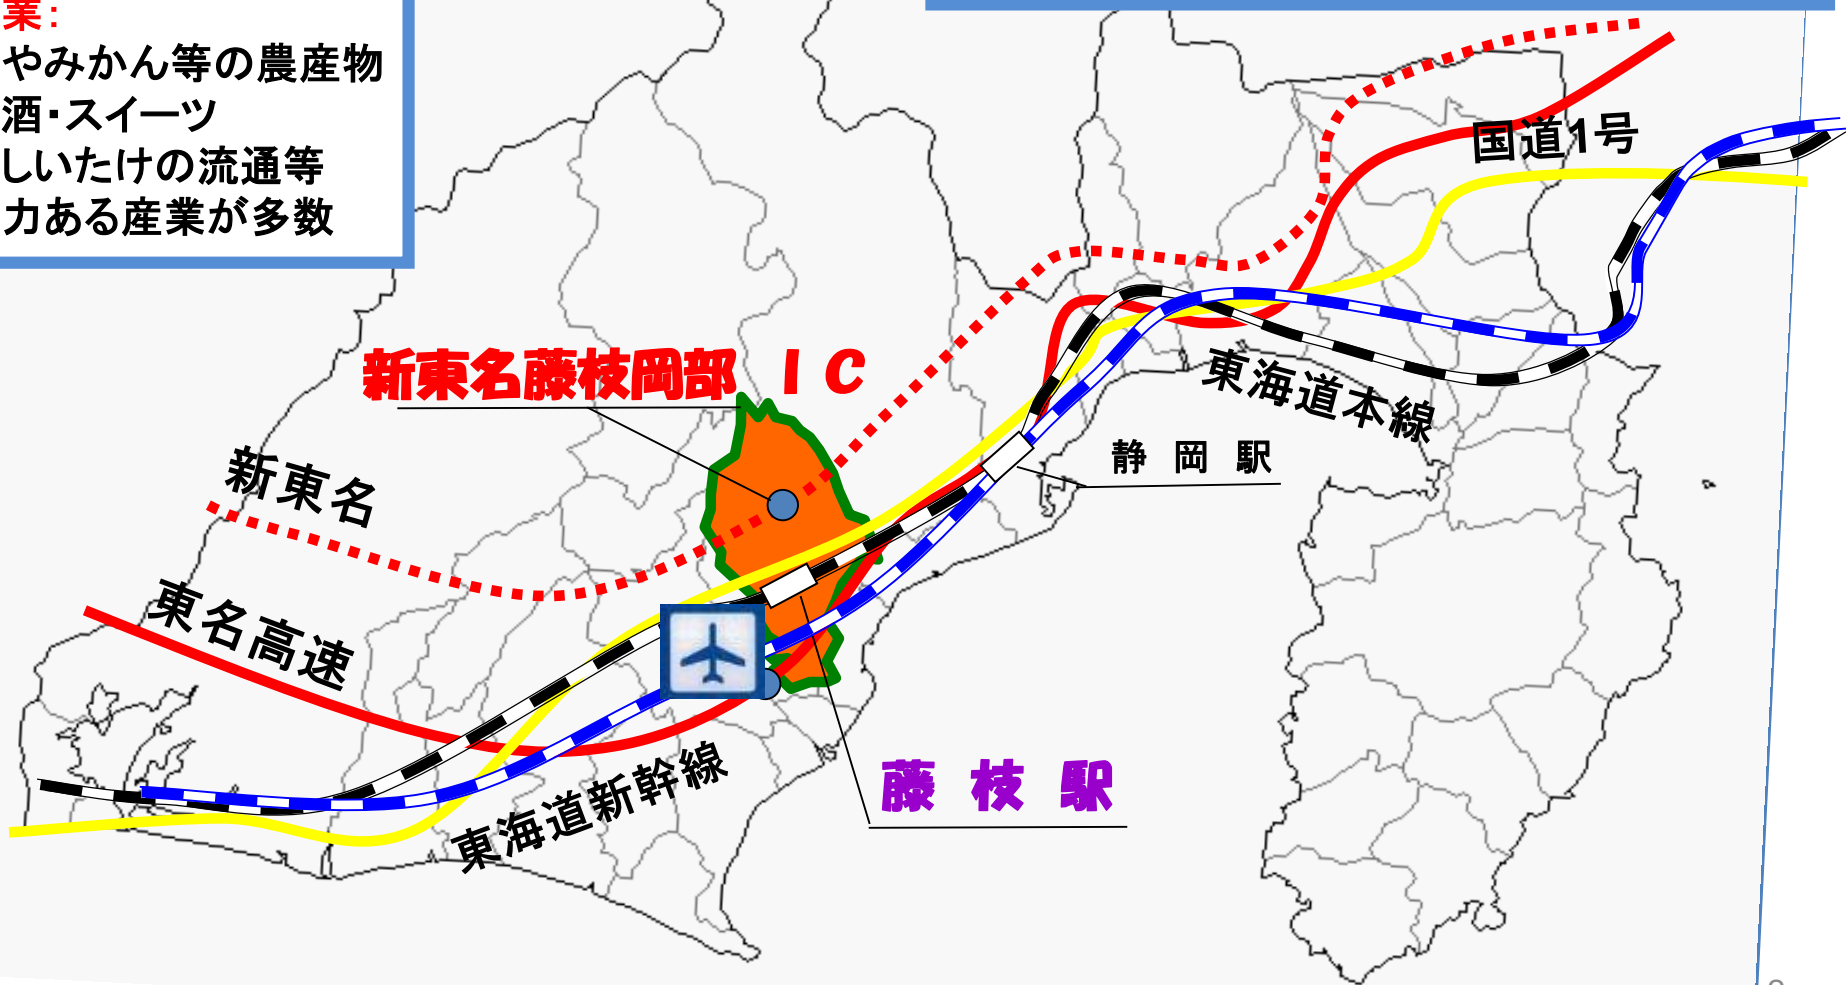 業:
やみかん等の農産物
酒・スイーツ
しいたけの流通等
力ある産業が多数
国道1号
新東名藤枝岡部 IC
東海道本線
静岡駅
新東名
東名高速
東海道新幹線
藤枝駅